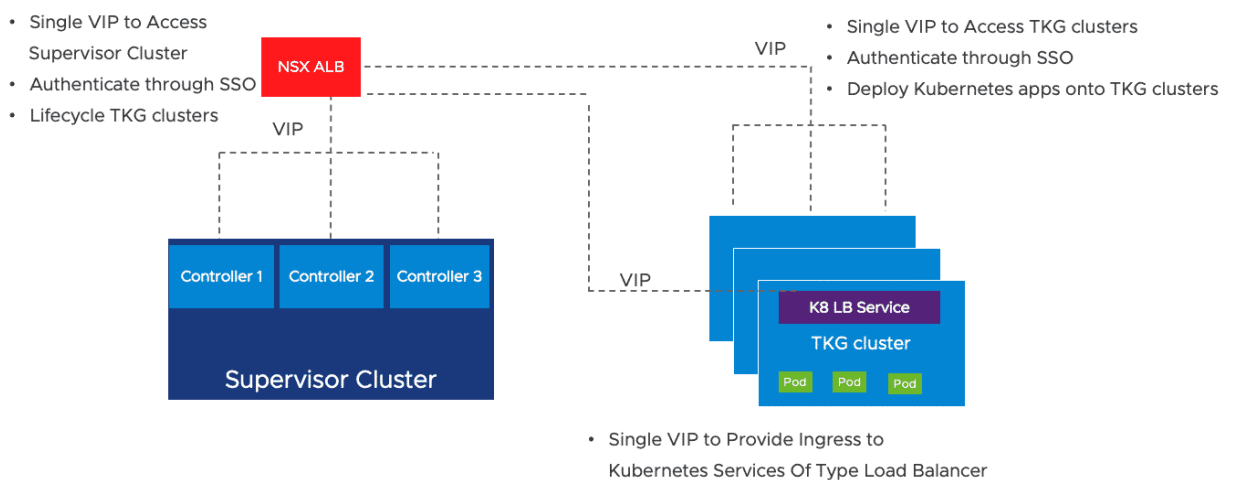 • Single VIP to Access
Supervisor Cluster
• Authenticate through SSO
• Lifecycle TKG clusters
NSX ALB
VIP
VIP
• Single VIP to Access TKG clusters
• Authenticate through SSO
• Deploy Kubernetes apps onto TKG clusters
Controller 1
Controller 2
Controller 3
Supervisor Cluster
VIP
K8 LB Service
TKG cluster
Pod
Pod
Pod
• Single VIP to Provide Ingress to
Kubernetes Services Of Type Load Balancer